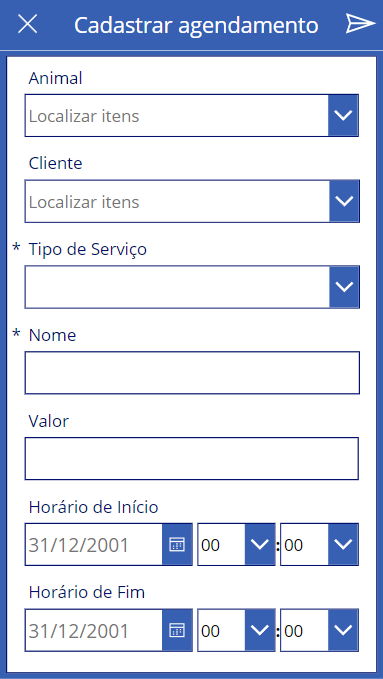 Cadastrar agendamento
Animal
Localizar itens
Cliente
Localizar itens
* Tipo de Serviço
* Nome
Valor
Horário de Início
31/12/2001 00 : 00
Horário de Fim
31/12/2001 00 : 00